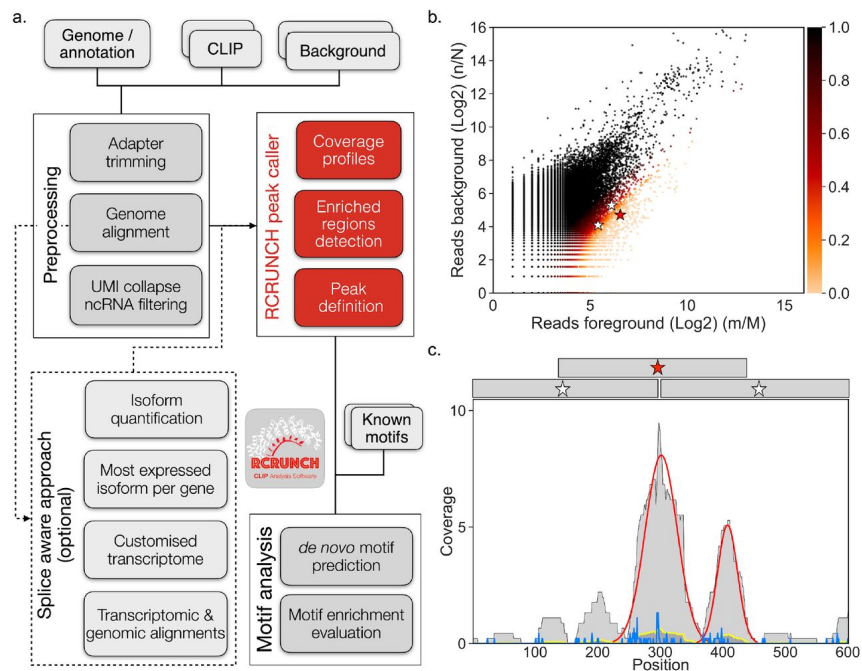 a.
Genome /
annotation
CLIP
Background
Preprocessing
Adapter
trimming
Genome
alignment
UMI collapse
ncRNA filtering
RCRUNCH peak caller
Coverage
profiles
Enriched
regions
detection
Peak
definition
Splice aware approach
(optional)
Isoform
quantification
Most expressed
isoform per gene
Customised
transcriptome
Transcriptomic &
genomic alignments
RCRUNCH
CLIP Analysis Software
Known
motifs
Motif analysis
de novo motif
prediction
Motif enrichment
evaluation
b.
Reads background (Log2) (n/N)
16
14
12
10
8
6
4
2
0
0
5
10
15
Reads foreground (Log2) (m/M)
1.0
0.8
0.6
0.4
0.2
0.0
c.
Coverage
10
5
0
0
100
200
300
400
500
600
Position